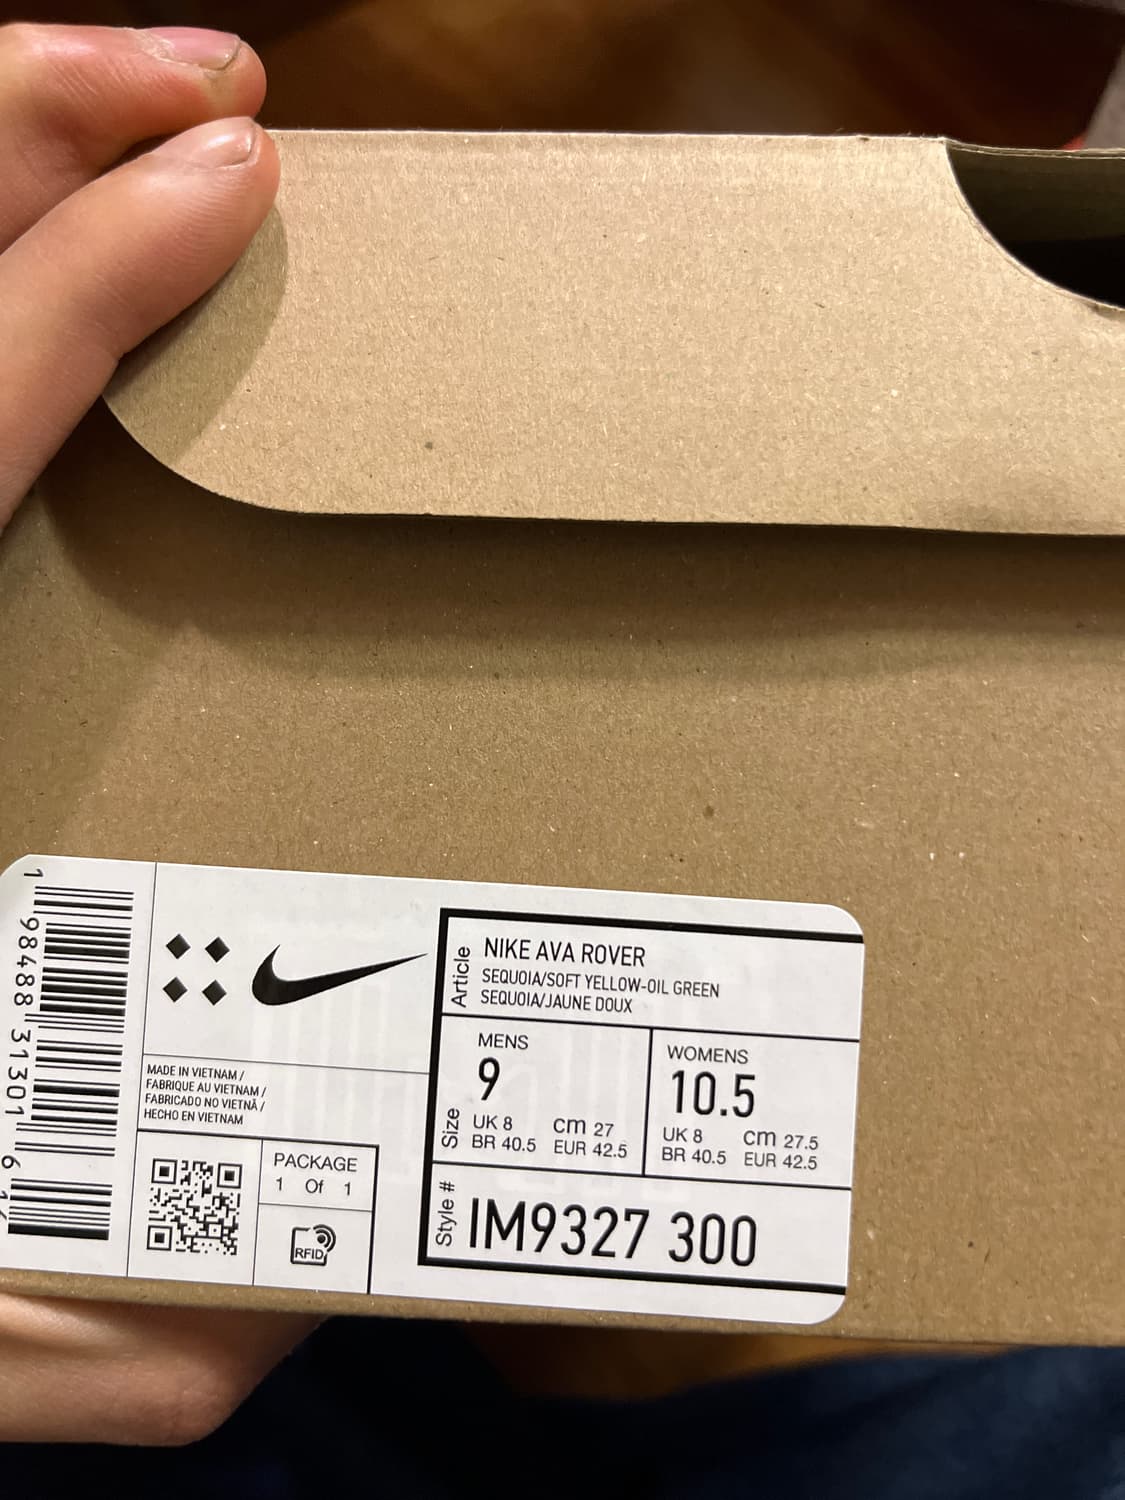 1 98488 31301 6
MADE IN VIETNAM /
FABRIQUE AU VIETNAM /
FABRICADO NO VIETNÃ /
HECHO EN VIETNAM
PACKAGE
1 Of 1
RFID
Article
NIKE AVA ROVER
SEQUOIA/SOFT YELLOW-OIL GREEN
SEQUOIA/JAUNE DOUX
Size
MENS
9
UK 8 cm 27
BR 40.5 EUR 42.5
WOMENS
10.5
UK 8 cm 27.5
BR 40.5 EUR 42.5
Style #
IM9327 300